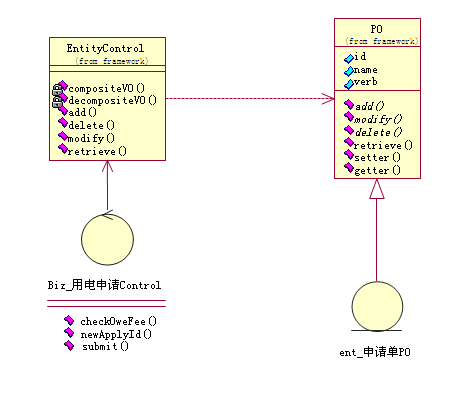 EntityControl
(from framework)
compositeVO()
decompositeVO()
add()
delete()
modify()
retrieve()
PO
(from framework)
id
name
verb
add()
modify()
delete()
retrieve()
setter()
getter()
Biz_用电申请Control
checkOweFee()
newApplyId()
submit()
ent_申请单PO